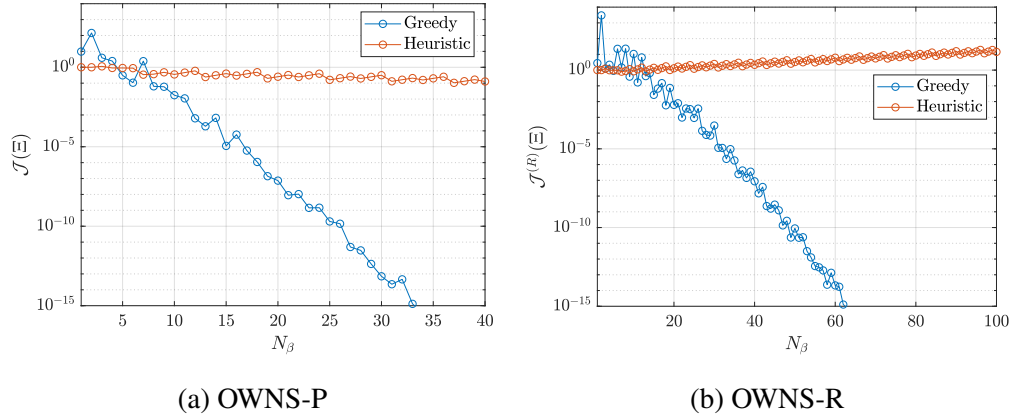 10^0
10^{-5}
10^{-10}
10^{-15}
𝒥(Ξ)
5 10 15 20 25 30 35 40
N_β
Greedy
Heuristic
(a) OWNS-P
10^0
10^{-5}
10^{-10}
10^{-15}
𝒥^{(R)}(Ξ)
20 40 60 80 100
N_β
Greedy
Heuristic
(b) OWNS-R